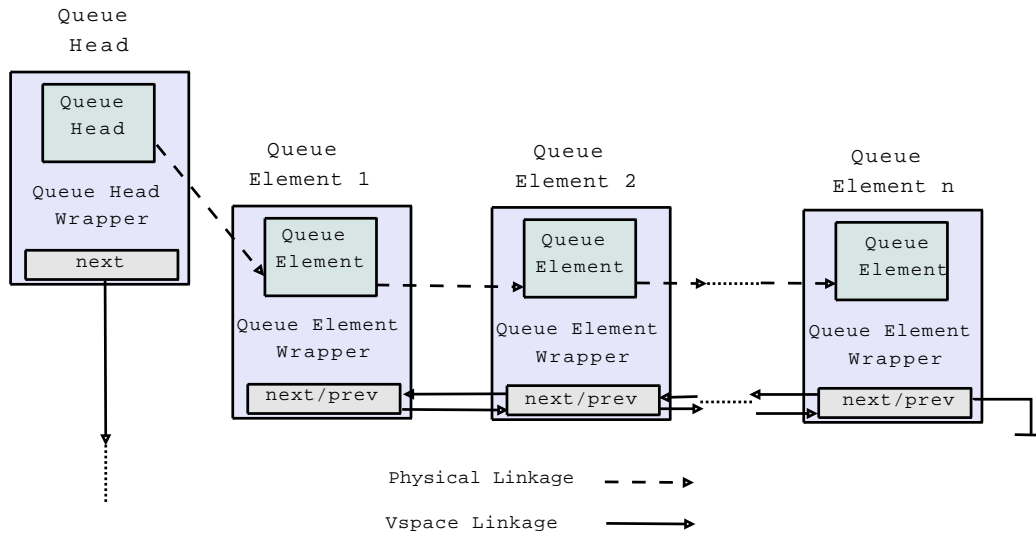 Queue
Head
Queue
Head
Queue Head
Wrapper
next
Queue
Element 1
Queue
Element
Queue Element
Wrapper
next/prev
Queue
Element 2
Queue
Element
Queue Element
Wrapper
next/prev
Queue
Element n
Queue
Element
Queue Element
Wrapper
next/prev
Physical Linkage
Vspace Linkage